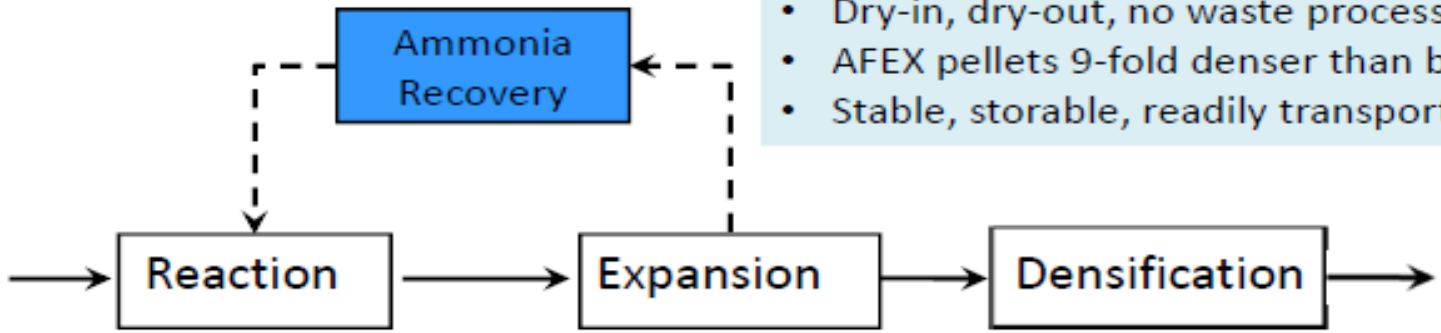 Ammonia
Recovery
• Dry-in, dry-out, no waste process
• AFEX pellets 9-fold denser than
• Stable, storable, readily
Reaction
Expansion
Densification